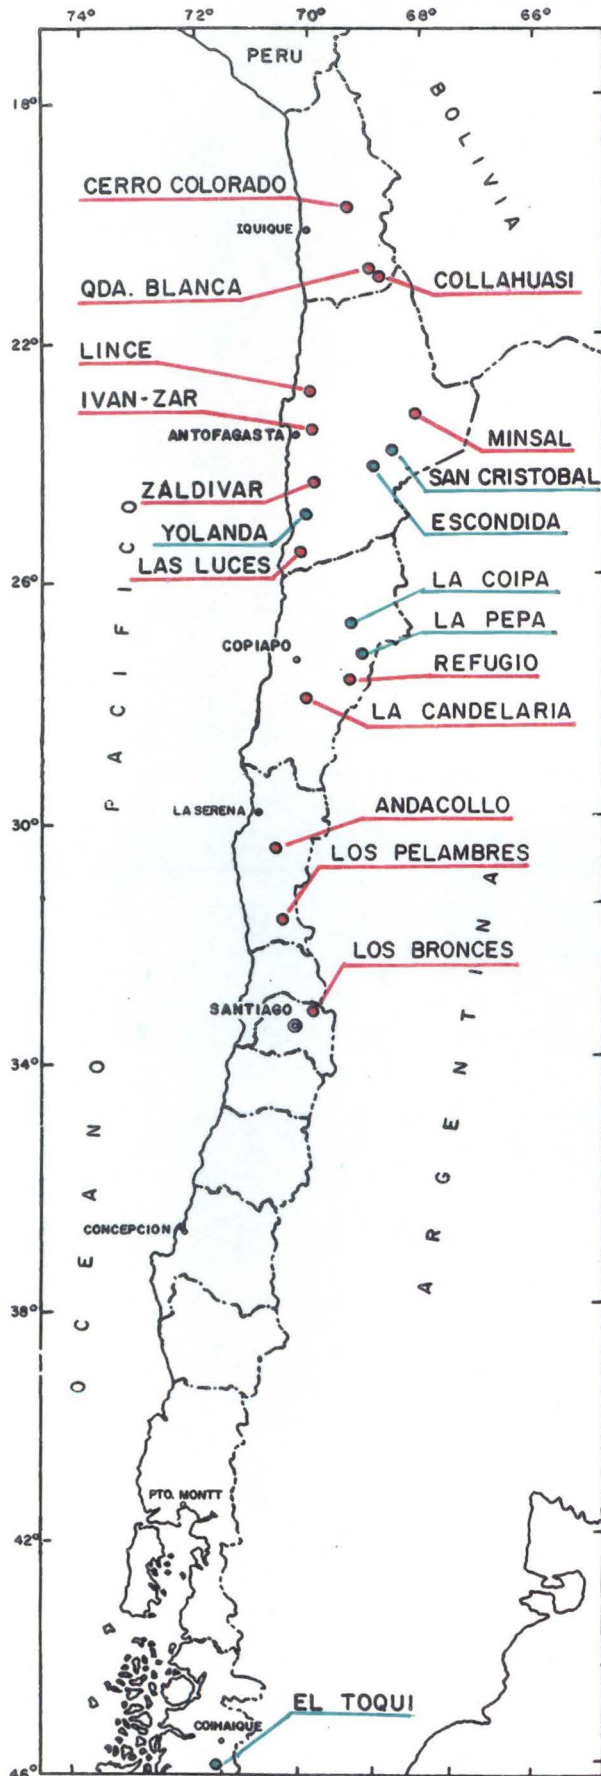 74° 72° 70° 68° 66°
PERU
BOLIVIA
18°
CERRO COLORADO
IQUIQUE
QDA. BLANCA
COLLAHUASI
22°
LINCE
IVAN-ZAR
ANTOFAGASTA
MINSAL
SAN CRISTOBAL
ZALDIVAR
ESCONDIDA
YOLANDA
LAS LUCES
26°
LA COIPA
LA PEPA
COPIAPO
REFUGIO
LA CANDELARIA
OCEANO PACIFICO
LA SERENA
30°
ANDACOLLO
LOS PELAMBRES
LOS BRONCES
SANTIAGO
34°
ARGENTINA
CONCEPCION
38°
PTO. MONTT
42°
EL TOQUI
COIHAIQUE
46°